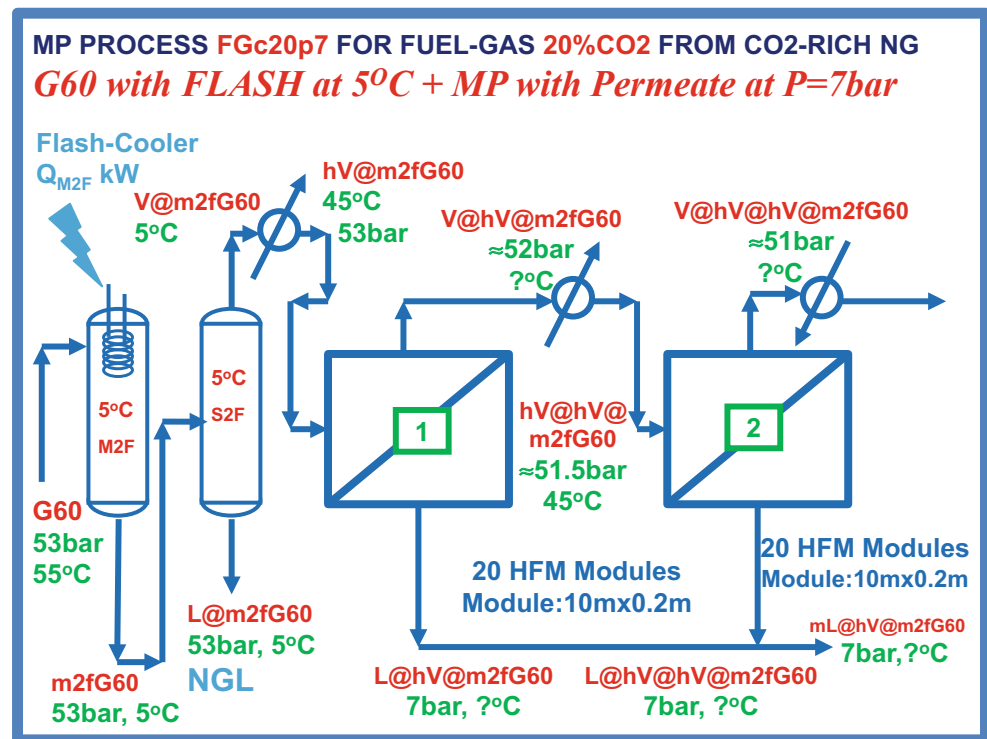 MP PROCESS FGc20p7 FOR FUEL-GAS 20%CO2 FROM CO2-RICH NG
G60 with FLASH at 5ºC + MP with Permeate at P=7bar
Flash-Cooler
Q_M2F kW
V@m2fG60
5ºC
hV@m2fG60
45ºC
53bar
V@hV@m2fG60
≈52bar
?ºC
V@hV@hV@m2fG60
≈51bar
?ºC
5ºC
M2F
5ºC
S2F
1
2
hV@hV@
m2fG60
≈51.5bar
45ºC
G60
53bar
55ºC
20 HFM Modules
Module:10mx0.2m
20 HFM Modules
Module:10mx0.2m
L@m2fG60
53bar, 5ºC
NGL
m2fG60
53bar, 5ºC
mL@hV@m2fG60
7bar,?ºC
L@hV@m2fG60
7bar, ?ºC
L@hV@hV@m2fG60
7bar, ?ºC